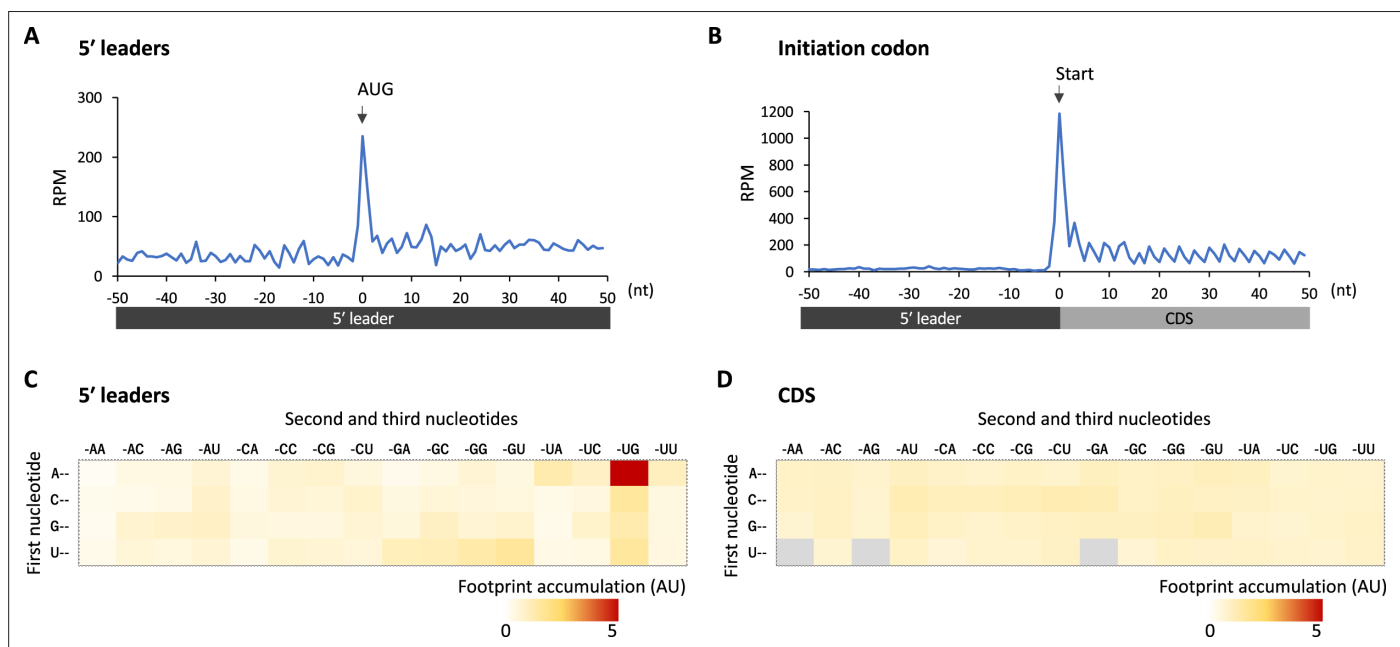 A 5′ leaders
AUG
RPM
300
200
100
0
-50 -40 -30 -20 -10 0 10 20 30 40 50 (nt)
5′ leader
B Initiation codon
Start
RPM
1200
1000
800
600
400
200
0
-50 -40 -30 -20 -10 0 10 20 30 40 50 (nt)
5′ leader CDS
C 5′ leaders
Second and third nucleotides
-AA -AC -AG -AU -CA -CC -CG -CU -GA -GC -GG -GU -UA -UC -UG -UU
First nucleotide
A--
C--
G--
U--
Footprint accumulation (AU)
0 5
D CDS
Second and third nucleotides
-AA -AC -AG -AU -CA -CC -CG -CU -GA -GC -GG -GU -UA -UC -UG -UU
First nucleotide
A--
C--
G--
U--
Footprint accumulation (AU)
0 5